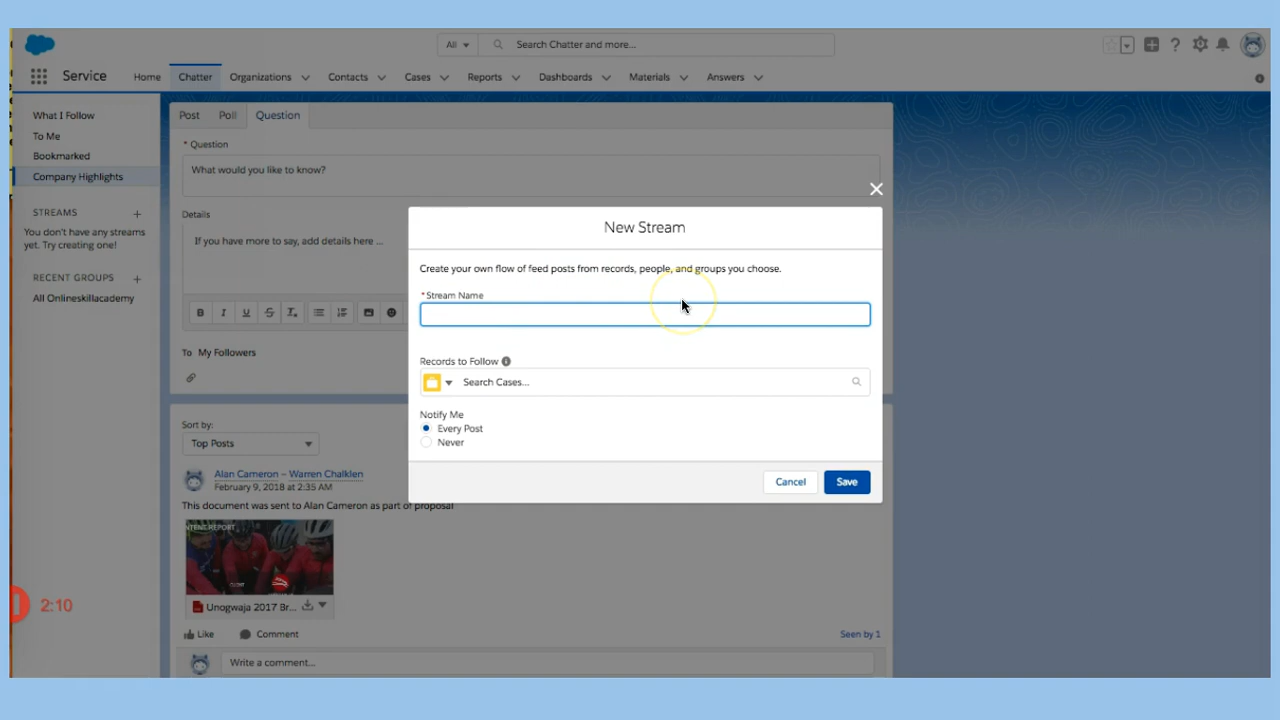 All
Search Chatter and more...
Service
Home
Chatter
Organizations
Contacts
Cases
Reports
Dashboards
Materials
Answers
What I Follow
To Me
Bookmarked
Company Highlights
STREAMS
You don't have any streams
yet. Try creating one!
RECENT GROUPS
All Onlineskillacademy
Post
Poll
Question
* Question
What would you like to know?
Details
If you have more to say, add details here ...
B I U S Tx
To My Followers
New Stream
Create your own flow of feed posts from records, people, and groups you choose.
* Stream Name
Records to Follow
Search Cases...
Notify Me
Every Post
Never
Cancel
Save
Sort by:
Top Posts
Alan Cameron – Warren Chalklen
February 9, 2018 at 2:35 AM
This document was sent to Alan Cameron as part of proposal
Unogwaja 2017 Br...
Like
Comment
Seen by 1
Write a comment...
2:10